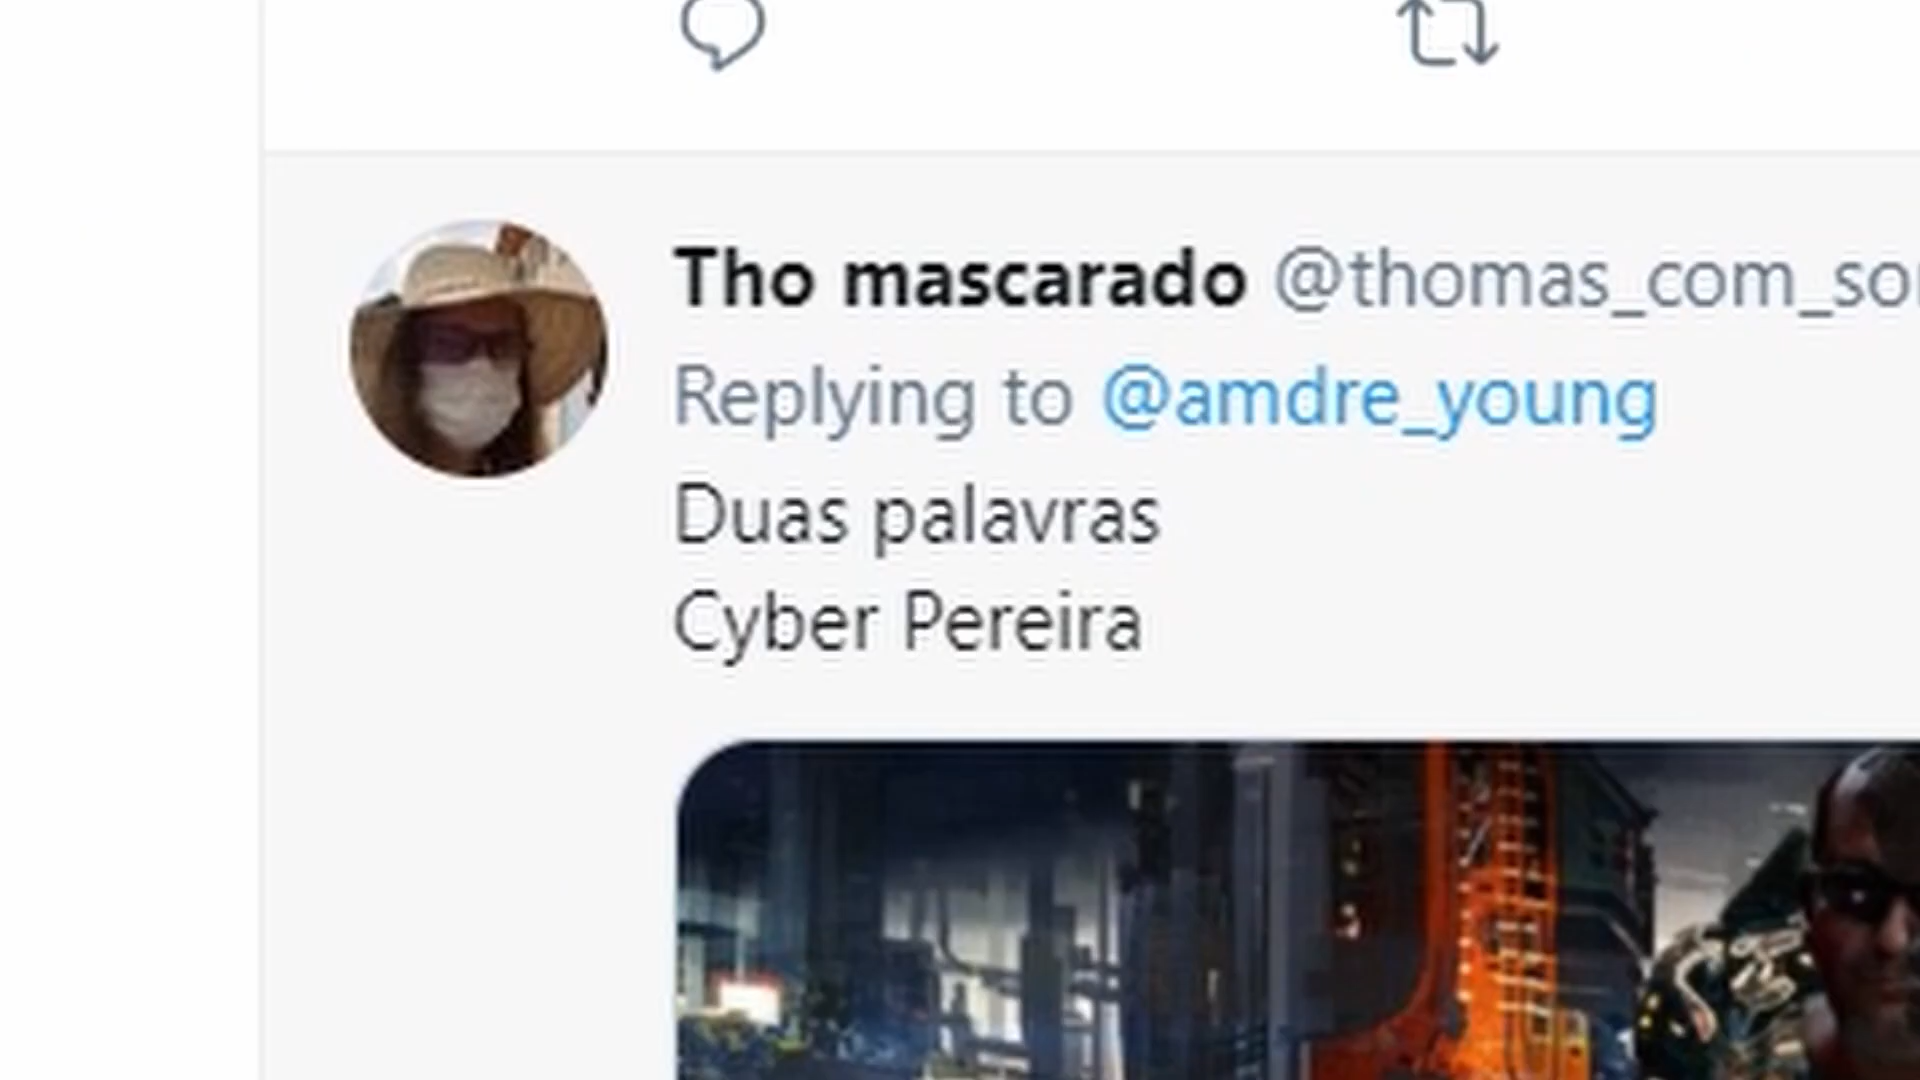 Tho mascarado @thomas_com_so
Replying to @amdre_young
Duas palavras
Cyber Pereira